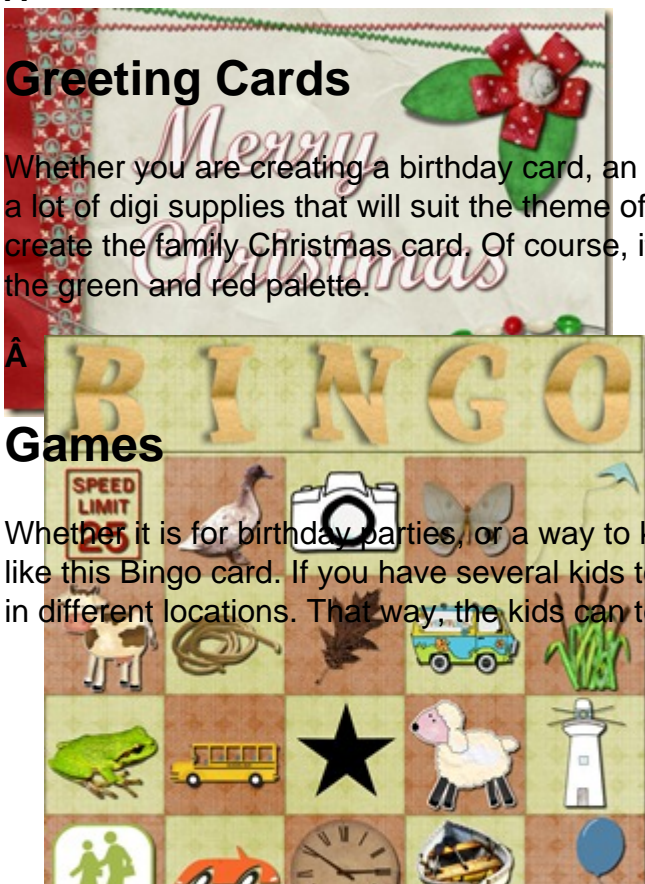 Greeting Cards
Merry
Whether you are creating a birthday card, an
a lot of digi supplies that will suit the theme of
Christmas
create the family Christmas card. Of course, i
the green and red palette.
Â
BINGO
Games
SPEED
LIMIT
25
Whether it is for birthday parties, or a way to k
like this Bingo card. If you have several kids t
in different locations. That way, the kids can t